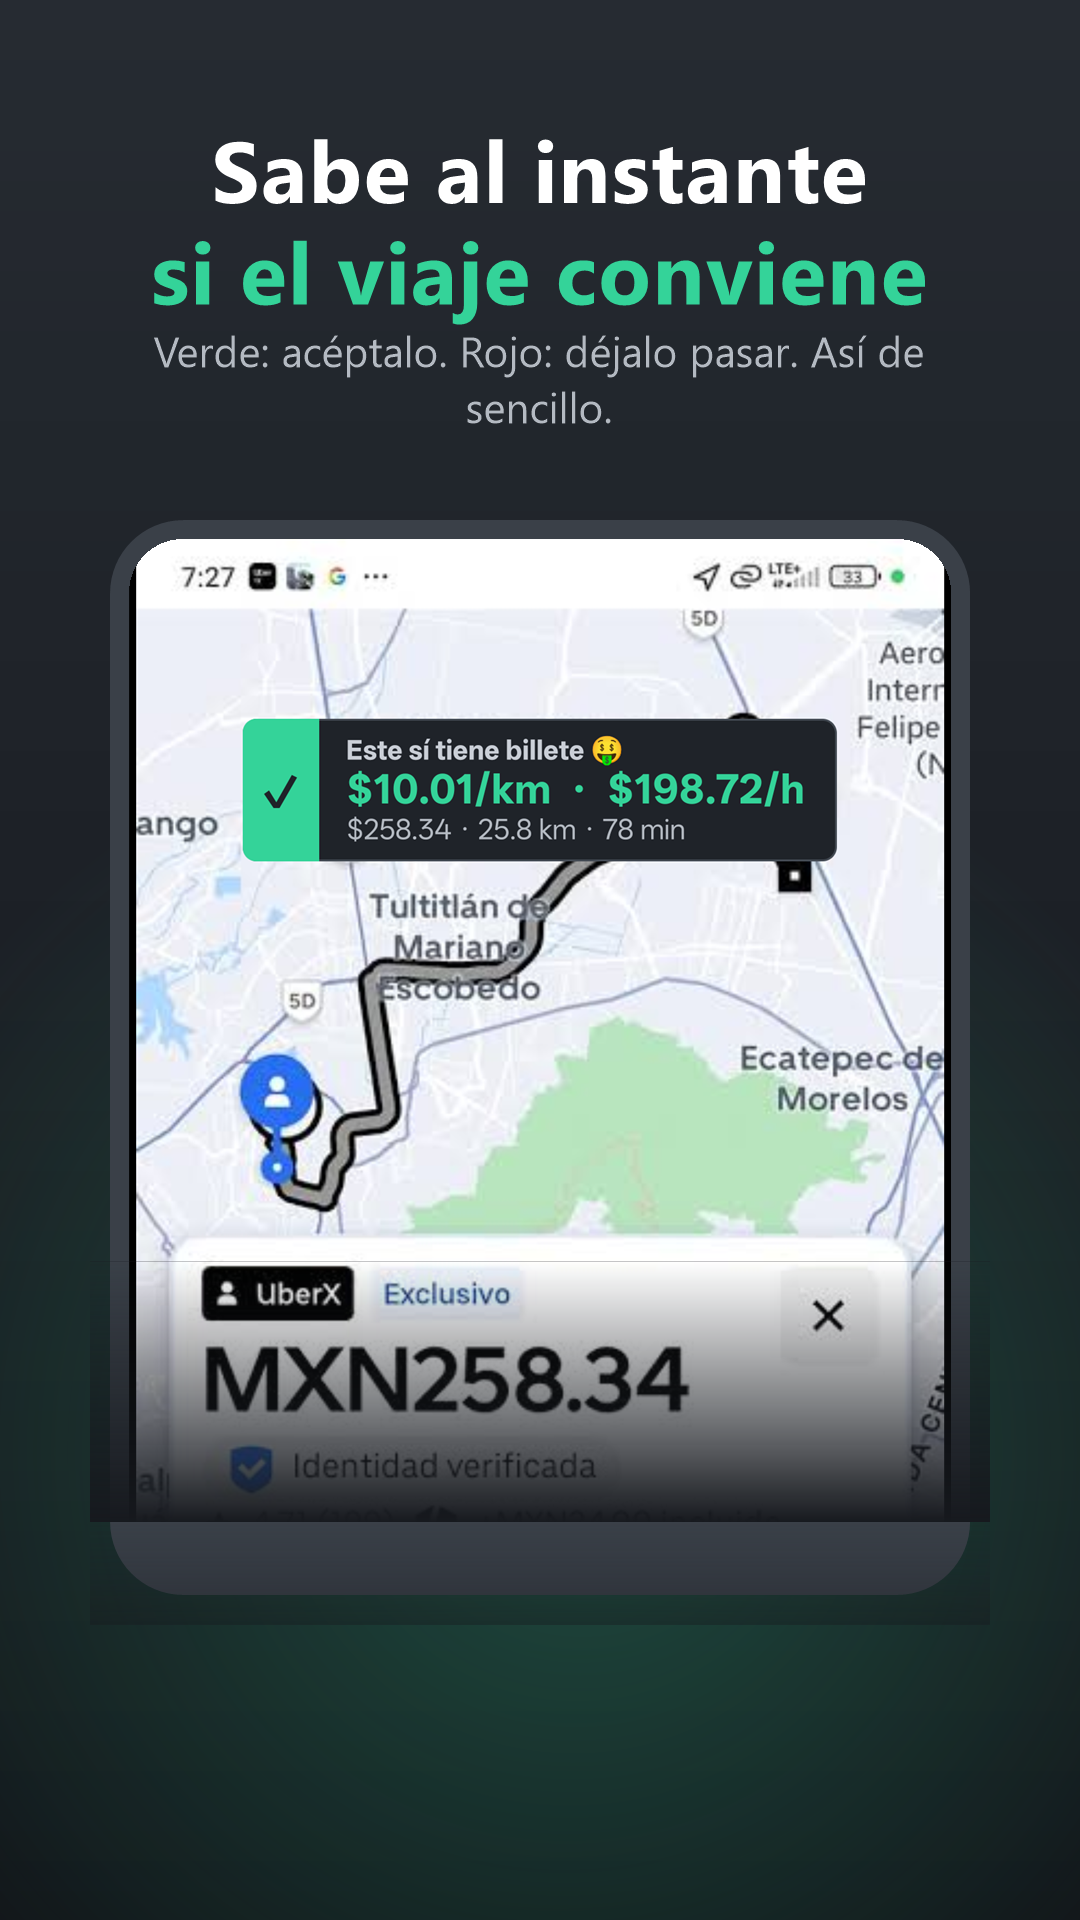 Sabe al instante
si el viaje conviene
Verde: acéptalo. Rojo: déjalo pasar. Así de
sencillo.
7:27
LTE+
33
5D
Aero
Interr
Felipe
Este sí tiene billete 🤑
$10.01/km · $198.72/h
$258.34 · 25.8 km · 78 min
ango
Tultitlán de
Mariano
Escobedo
5D
Ecatepec de
Morelos
UberX
Exclusivo
MXN258.34
Identidad verificada